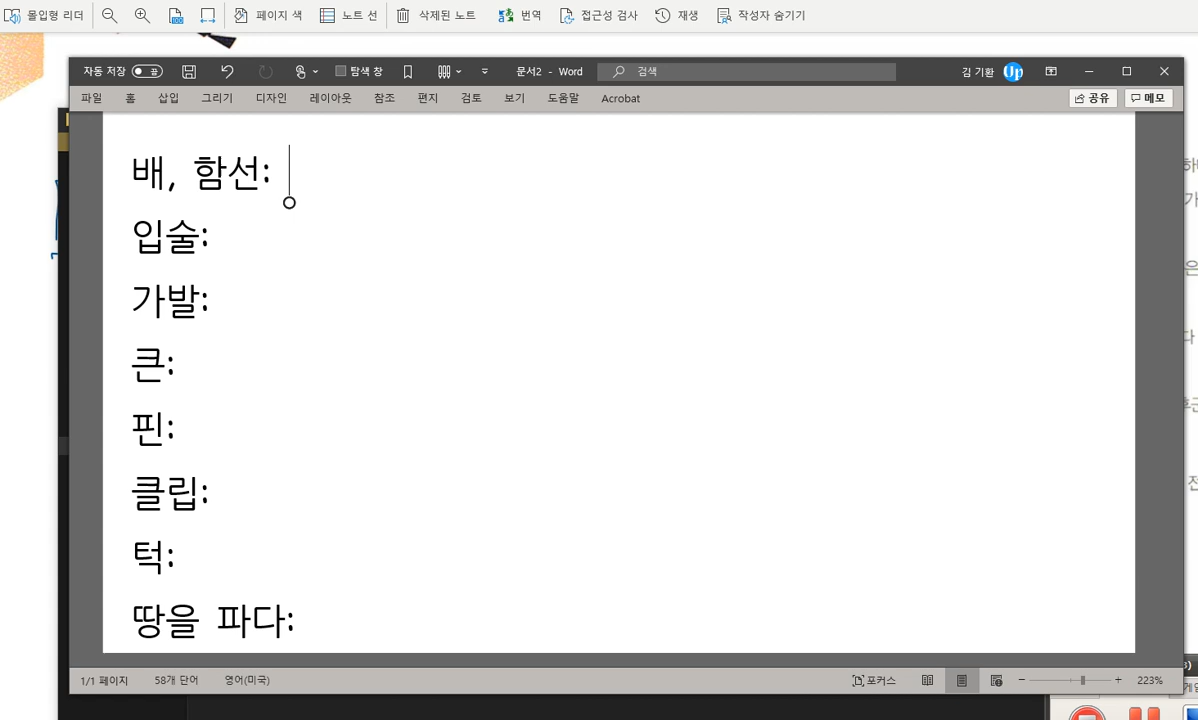 몰입형 리더 100 페이지 색 노트 선 삭제된 노트 번역 접근성 검사 재생 작성자 숨기기
자동 저장 끔 탐색 창 문서2 - Word 검색 김 기환 Up
파일 홈 삽입 그리기 디자인 레이아웃 참조 편지 검토 보기 도움말 Acrobat 공유 메모
배, 함선:
입술:
가발:
큰:
핀:
클립:
턱:
땅을 파다:
1/1 페이지 58개 단어 영어(미국) 포커스 223%